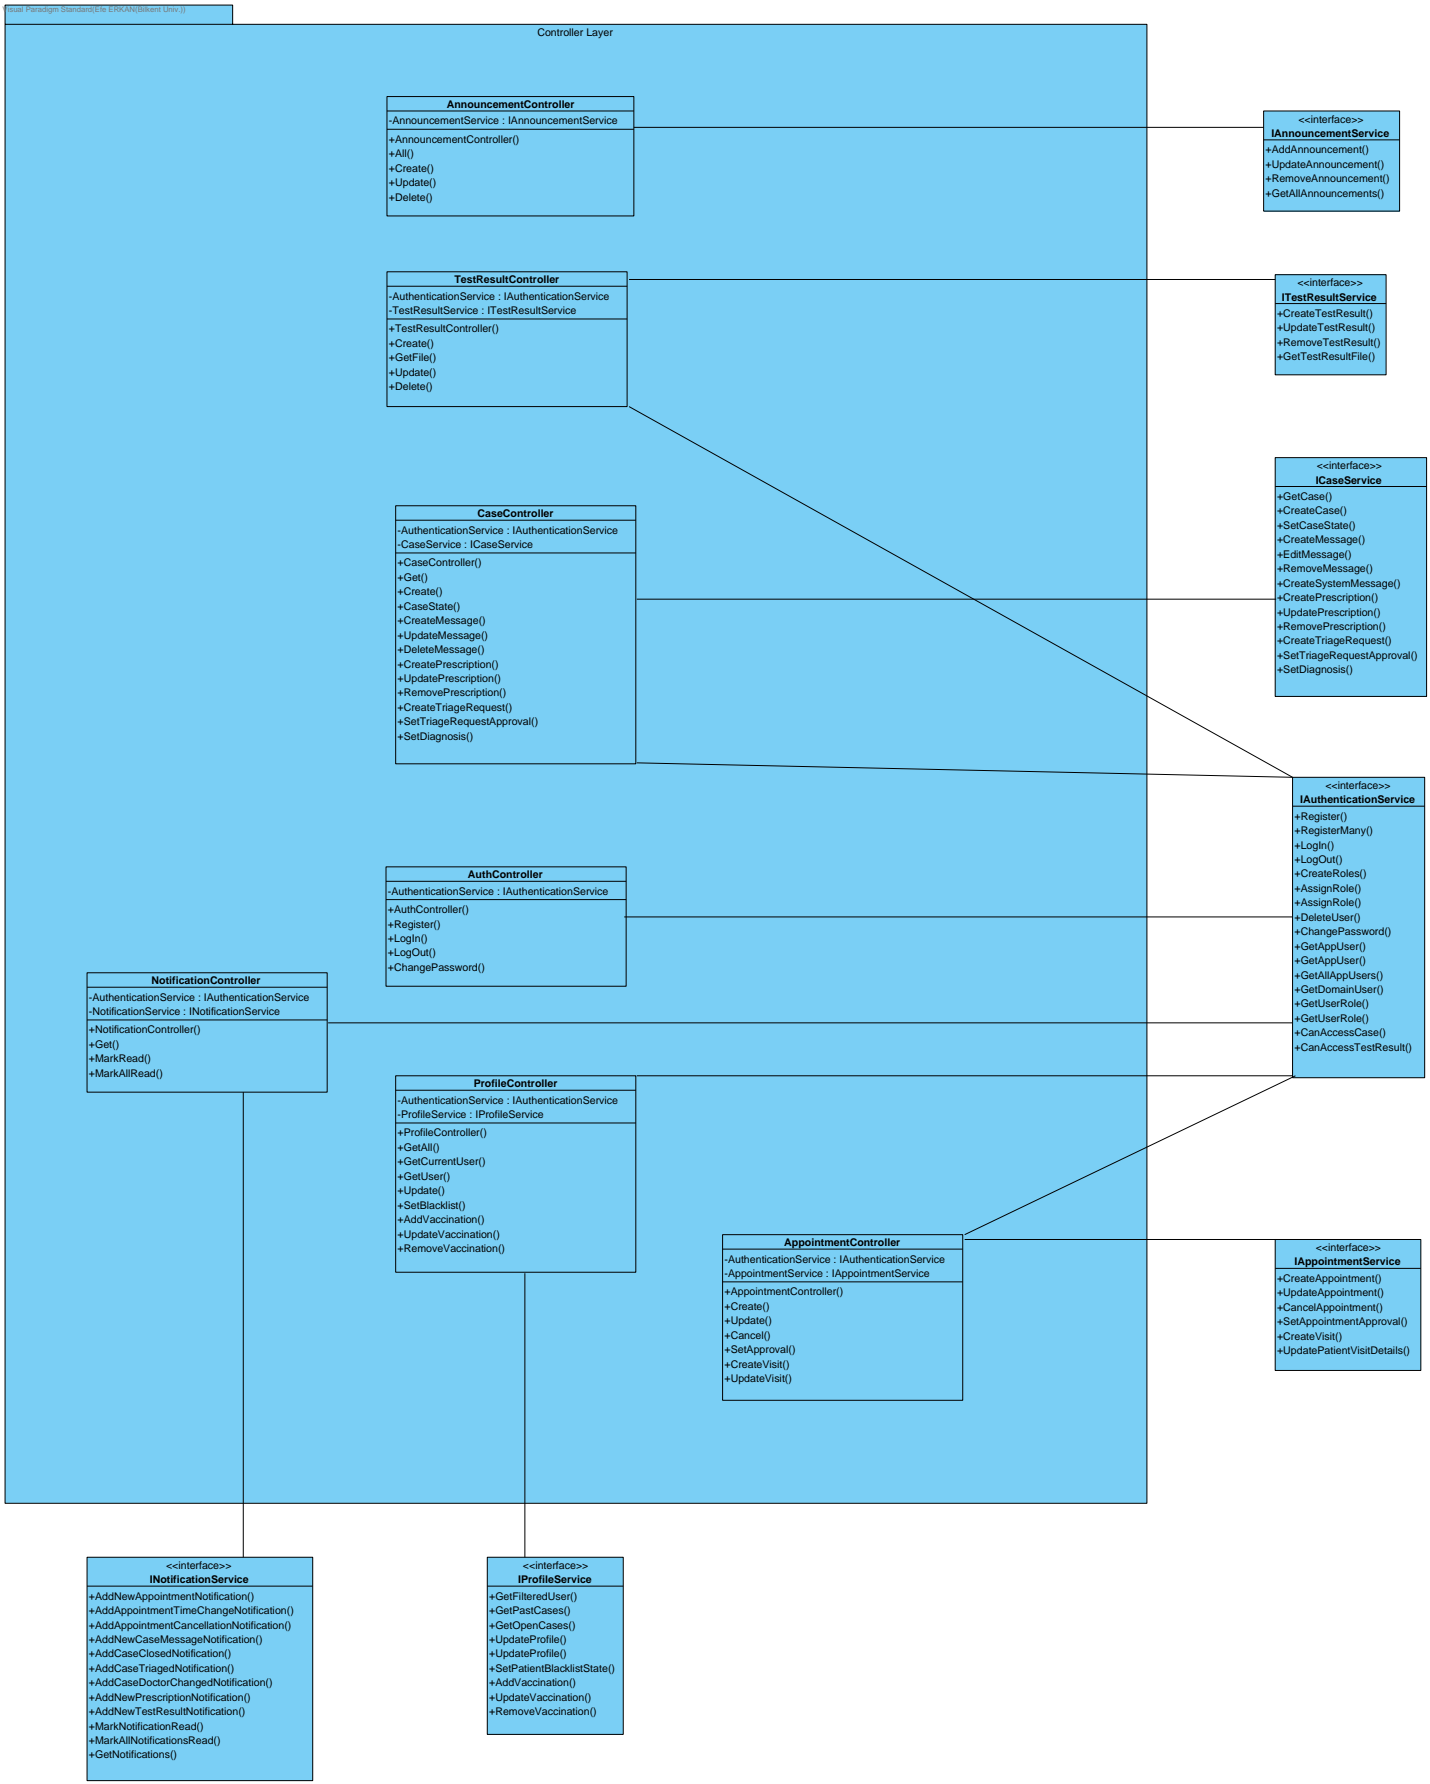 Visual Paradigm Standard(Efe ERKAN(Bilkent Univ.))
Controller Layer
AnnouncementController
-AnnouncementService : IAnnouncementService
+AnnouncementController()
+All()
+Create()
+Update()
+Delete()
<<interface>>
IAnnouncementService
+AddAnnouncement()
+UpdateAnnouncement()
+RemoveAnnouncement()
+GetAllAnnouncements()
TestResultController
-AuthenticationService : IAuthenticationService
-TestResultService : ITestResultService
+TestResultController()
+Create()
+GetFile()
+Update()
+Delete()
<<interface>>
ITestResultService
+CreateTestResult()
+UpdateTestResult()
+RemoveTestResult()
+GetTestResultFile()
CaseController
-AuthenticationService : IAuthenticationService
-CaseService : ICaseService
+CaseController()
+Get()
+Create()
+CaseState()
+CreateMessage()
+UpdateMessage()
+DeleteMessage()
+CreatePrescription()
+UpdatePrescription()
+RemovePrescription()
+CreateTriageRequest()
+SetTriageRequestApproval()
+SetDiagnosis()
<<interface>>
ICaseService
+GetCase()
+CreateCase()
+SetCaseState()
+CreateMessage()
+EditMessage()
+RemoveMessage()
+CreateSystemMessage()
+CreatePrescription()
+UpdatePrescription()
+RemovePrescription()
+CreateTriageRequest()
+SetTriageRequestApproval()
+SetDiagnosis()
<<interface>>
IAuthenticationService
+Register()
+RegisterMany()
+LogIn()
+LogOut()
+CreateRoles()
+AssignRole()
+AssignRole()
+DeleteUser()
+ChangePassword()
+GetAppUser()
+GetAppUser()
+GetAllAppUsers()
+GetDomainUser()
+GetUserRole()
+GetUserRole()
+CanAccessCase()
+CanAccessTestResult()
AuthController
-AuthenticationService : IAuthenticationService
+AuthController()
+Register()
+LogIn()
+LogOut()
+ChangePassword()
NotificationController
-AuthenticationService : IAuthenticationService
-NotificationService : INotificationService
+NotificationController()
+Get()
+MarkRead()
+MarkAllRead()
ProfileController
-AuthenticationService : IAuthenticationService
-ProfileService : IProfileService
+ProfileController()
+GetAll()
+GetCurrentUser()
+GetUser()
+Update()
+SetBlacklist()
+AddVaccination()
+UpdateVaccination()
+RemoveVaccination()
AppointmentController
-AuthenticationService : IAuthenticationService
-AppointmentService : IAppointmentService
+AppointmentController()
+Create()
+Update()
+Cancel()
+SetApproval()
+CreateVisit()
+UpdateVisit()
<<interface>>
IAppointmentService
+CreateAppointment()
+UpdateAppointment()
+CancelAppointment()
+SetAppointmentApproval()
+CreateVisit()
+UpdatePatientVisitDetails()
<<interface>>
INotificationService
+AddNewAppointmentNotification()
+AddAppointmentTimeChangeNotification()
+AddAppointmentCancellationNotification()
+AddNewCaseMessageNotification()
+AddCaseClosedNotification()
+AddCaseTriagedNotification()
+AddCaseDoctorChangedNotification()
+AddNewPrescriptionNotification()
+AddNewTestResultNotification()
+MarkNotificationRead()
+MarkAllNotificationsRead()
+GetNotifications()
<<interface>>
IProfileService
+GetFilteredUser()
+GetPastCases()
+GetOpenCases()
+UpdateProfile()
+UpdateProfile()
+SetPatientBlacklistState()
+AddVaccination()
+UpdateVaccination()
+RemoveVaccination()